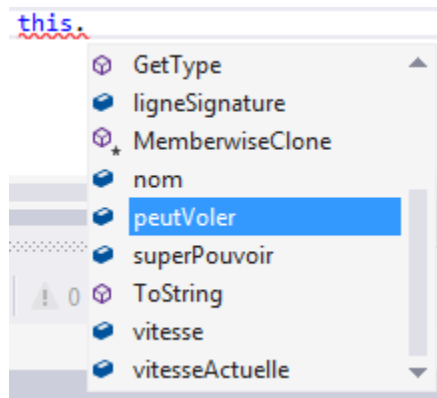 this.
GetType
ligneSignature
MemberwiseClone
nom
peutVoler
superPouvoir
0
ToString
vitesse
vitesseActuelle